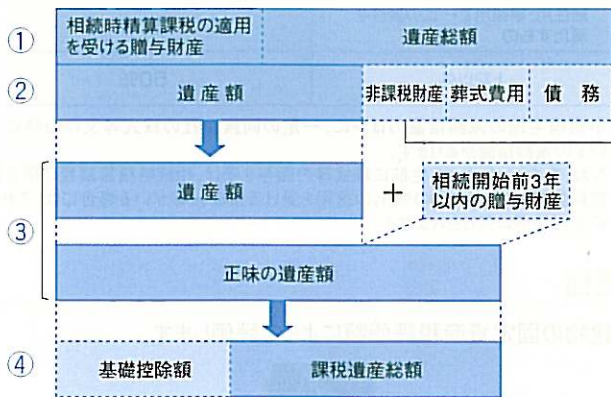 ①
相続時精算課税の適用
を受ける贈与財産
遺産総額
②
遺産額
非課税財産
葬式費用
債務
③
遺産額
+
相続開始前3年
以内の贈与財産
正味の遺産額
④
基礎控除額
課税遺産総額